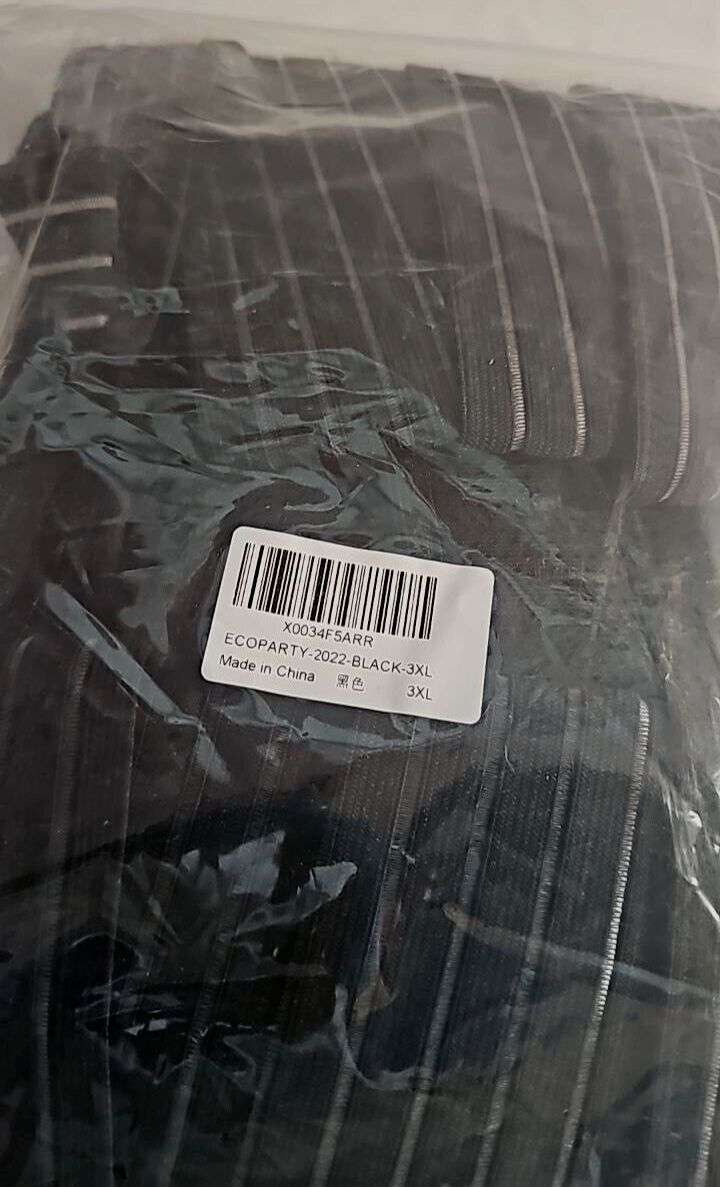 X0034F5ARR
ECOPARTY-2022-BLACK-3XL
Made in China 黑色 3XL